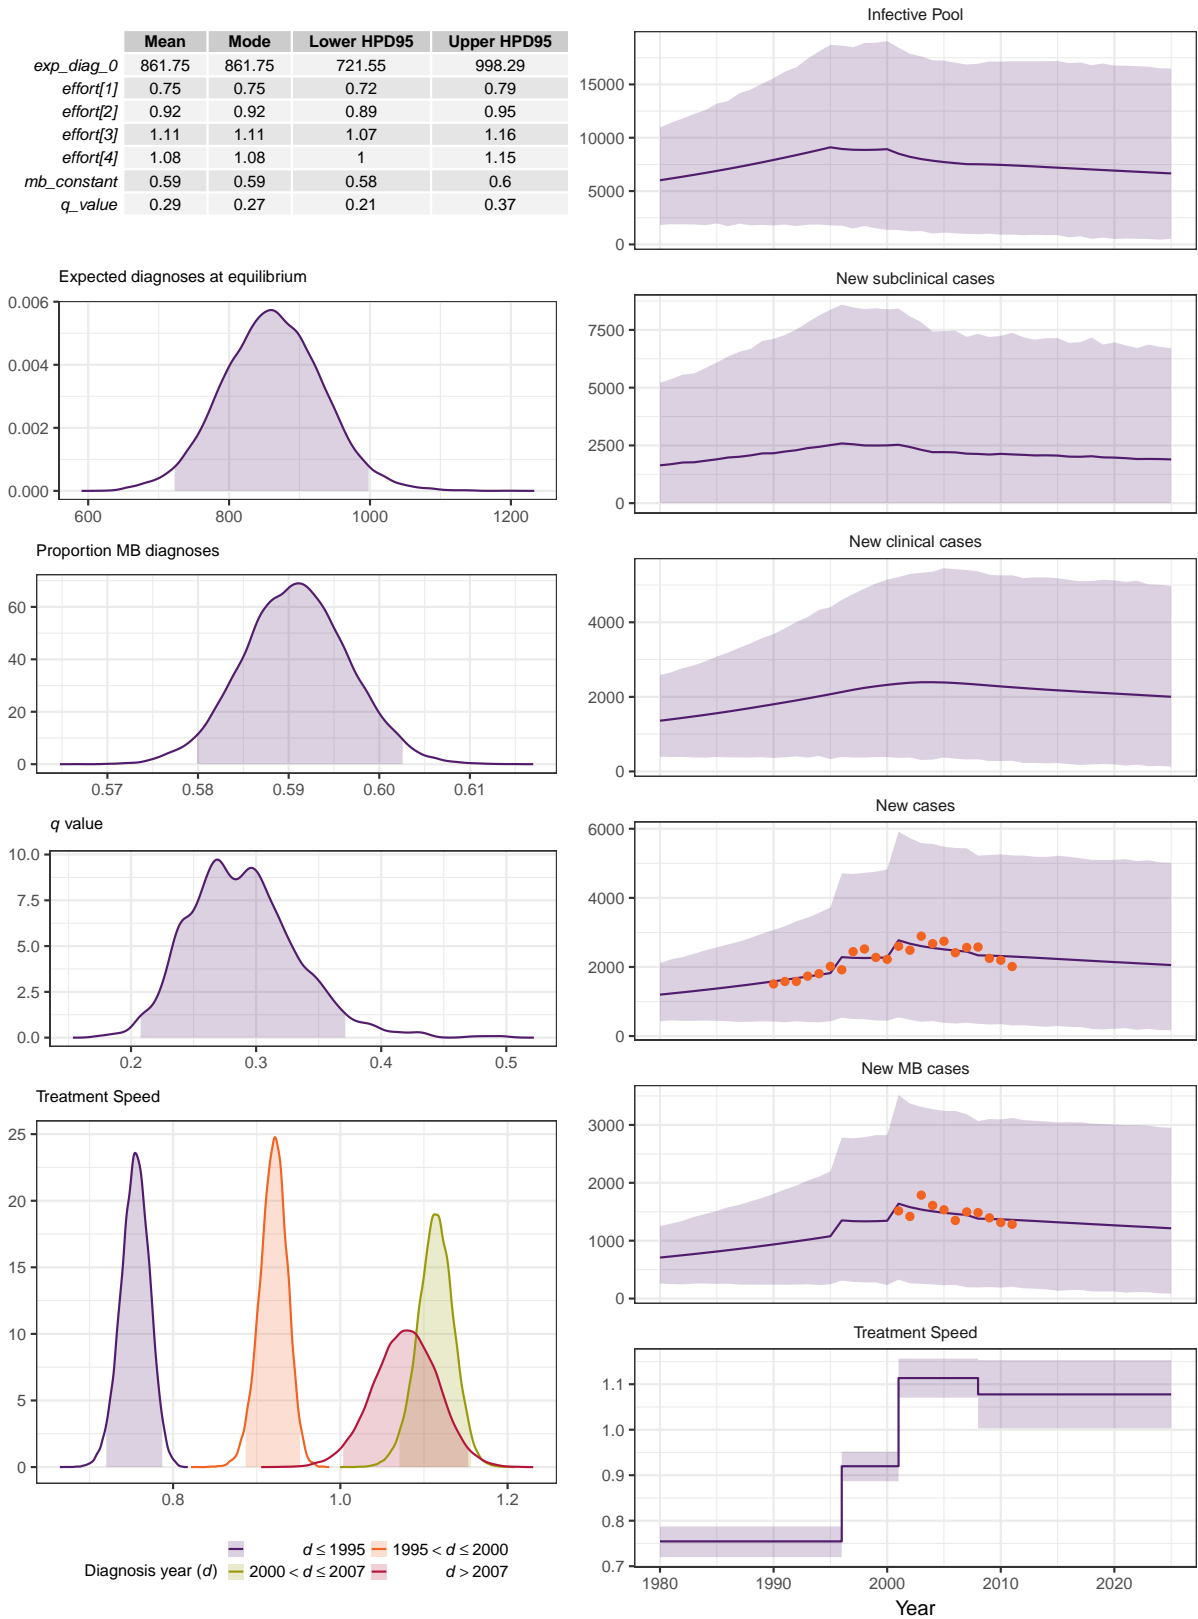 Mean Mode Lower HPD95 Upper HPD95
exp_diag_0 861.75 861.75 721.55 998.29
effort[1] 0.75 0.75 0.72 0.79
effort[2] 0.92 0.92 0.89 0.95
effort[3] 1.11 1.11 1.07 1.16
effort[4] 1.08 1.08 1 1.15
mb_constant 0.59 0.59 0.58 0.6
q_value 0.29 0.27 0.21 0.37
Expected diagnoses at equilibrium
0.006
0.004
0.002
0.000
600 800 1000 1200
Proportion MB diagnoses
60
40
20
0
0.57 0.58 0.59 0.60 0.61
q value
10.0
7.5
5.0
2.5
0.0
0.2 0.3 0.4 0.5
Treatment Speed
25
20
15
10
5
0
0.8 1.0 1.2
Diagnosis year (d)
d ≤ 1995
1995 < d ≤ 2000
2000 < d ≤ 2007
d > 2007
Infective Pool
15000
10000
5000
0
New subclinical cases
7500
5000
2500
0
New clinical cases
4000
2000
0
New cases
6000
4000
2000
0
New MB cases
3000
2000
1000
0
Treatment Speed
1.1
1.0
0.9
0.8
0.7
1980 1990 2000 2010 2020
Year